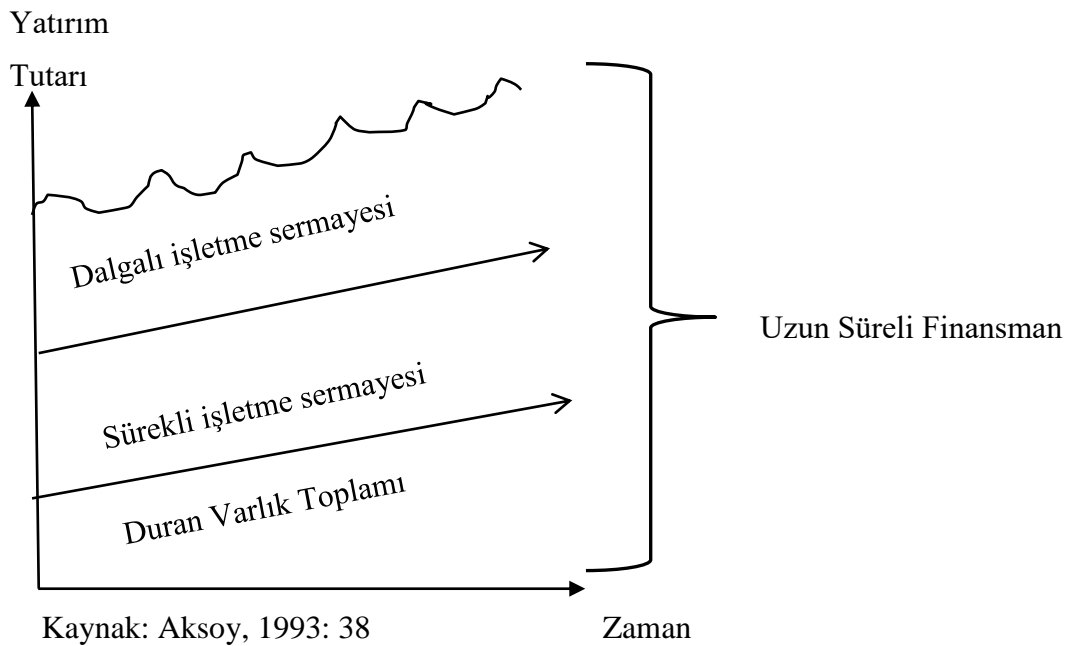 Yatırım
Tutarı
Dalgalı işletme sermayesi
Uzun Süreli Finansman
Sürekli işletme sermayesi
Duran Varlık Toplamı
Kaynak: Aksoy, 1993: 38
Zaman